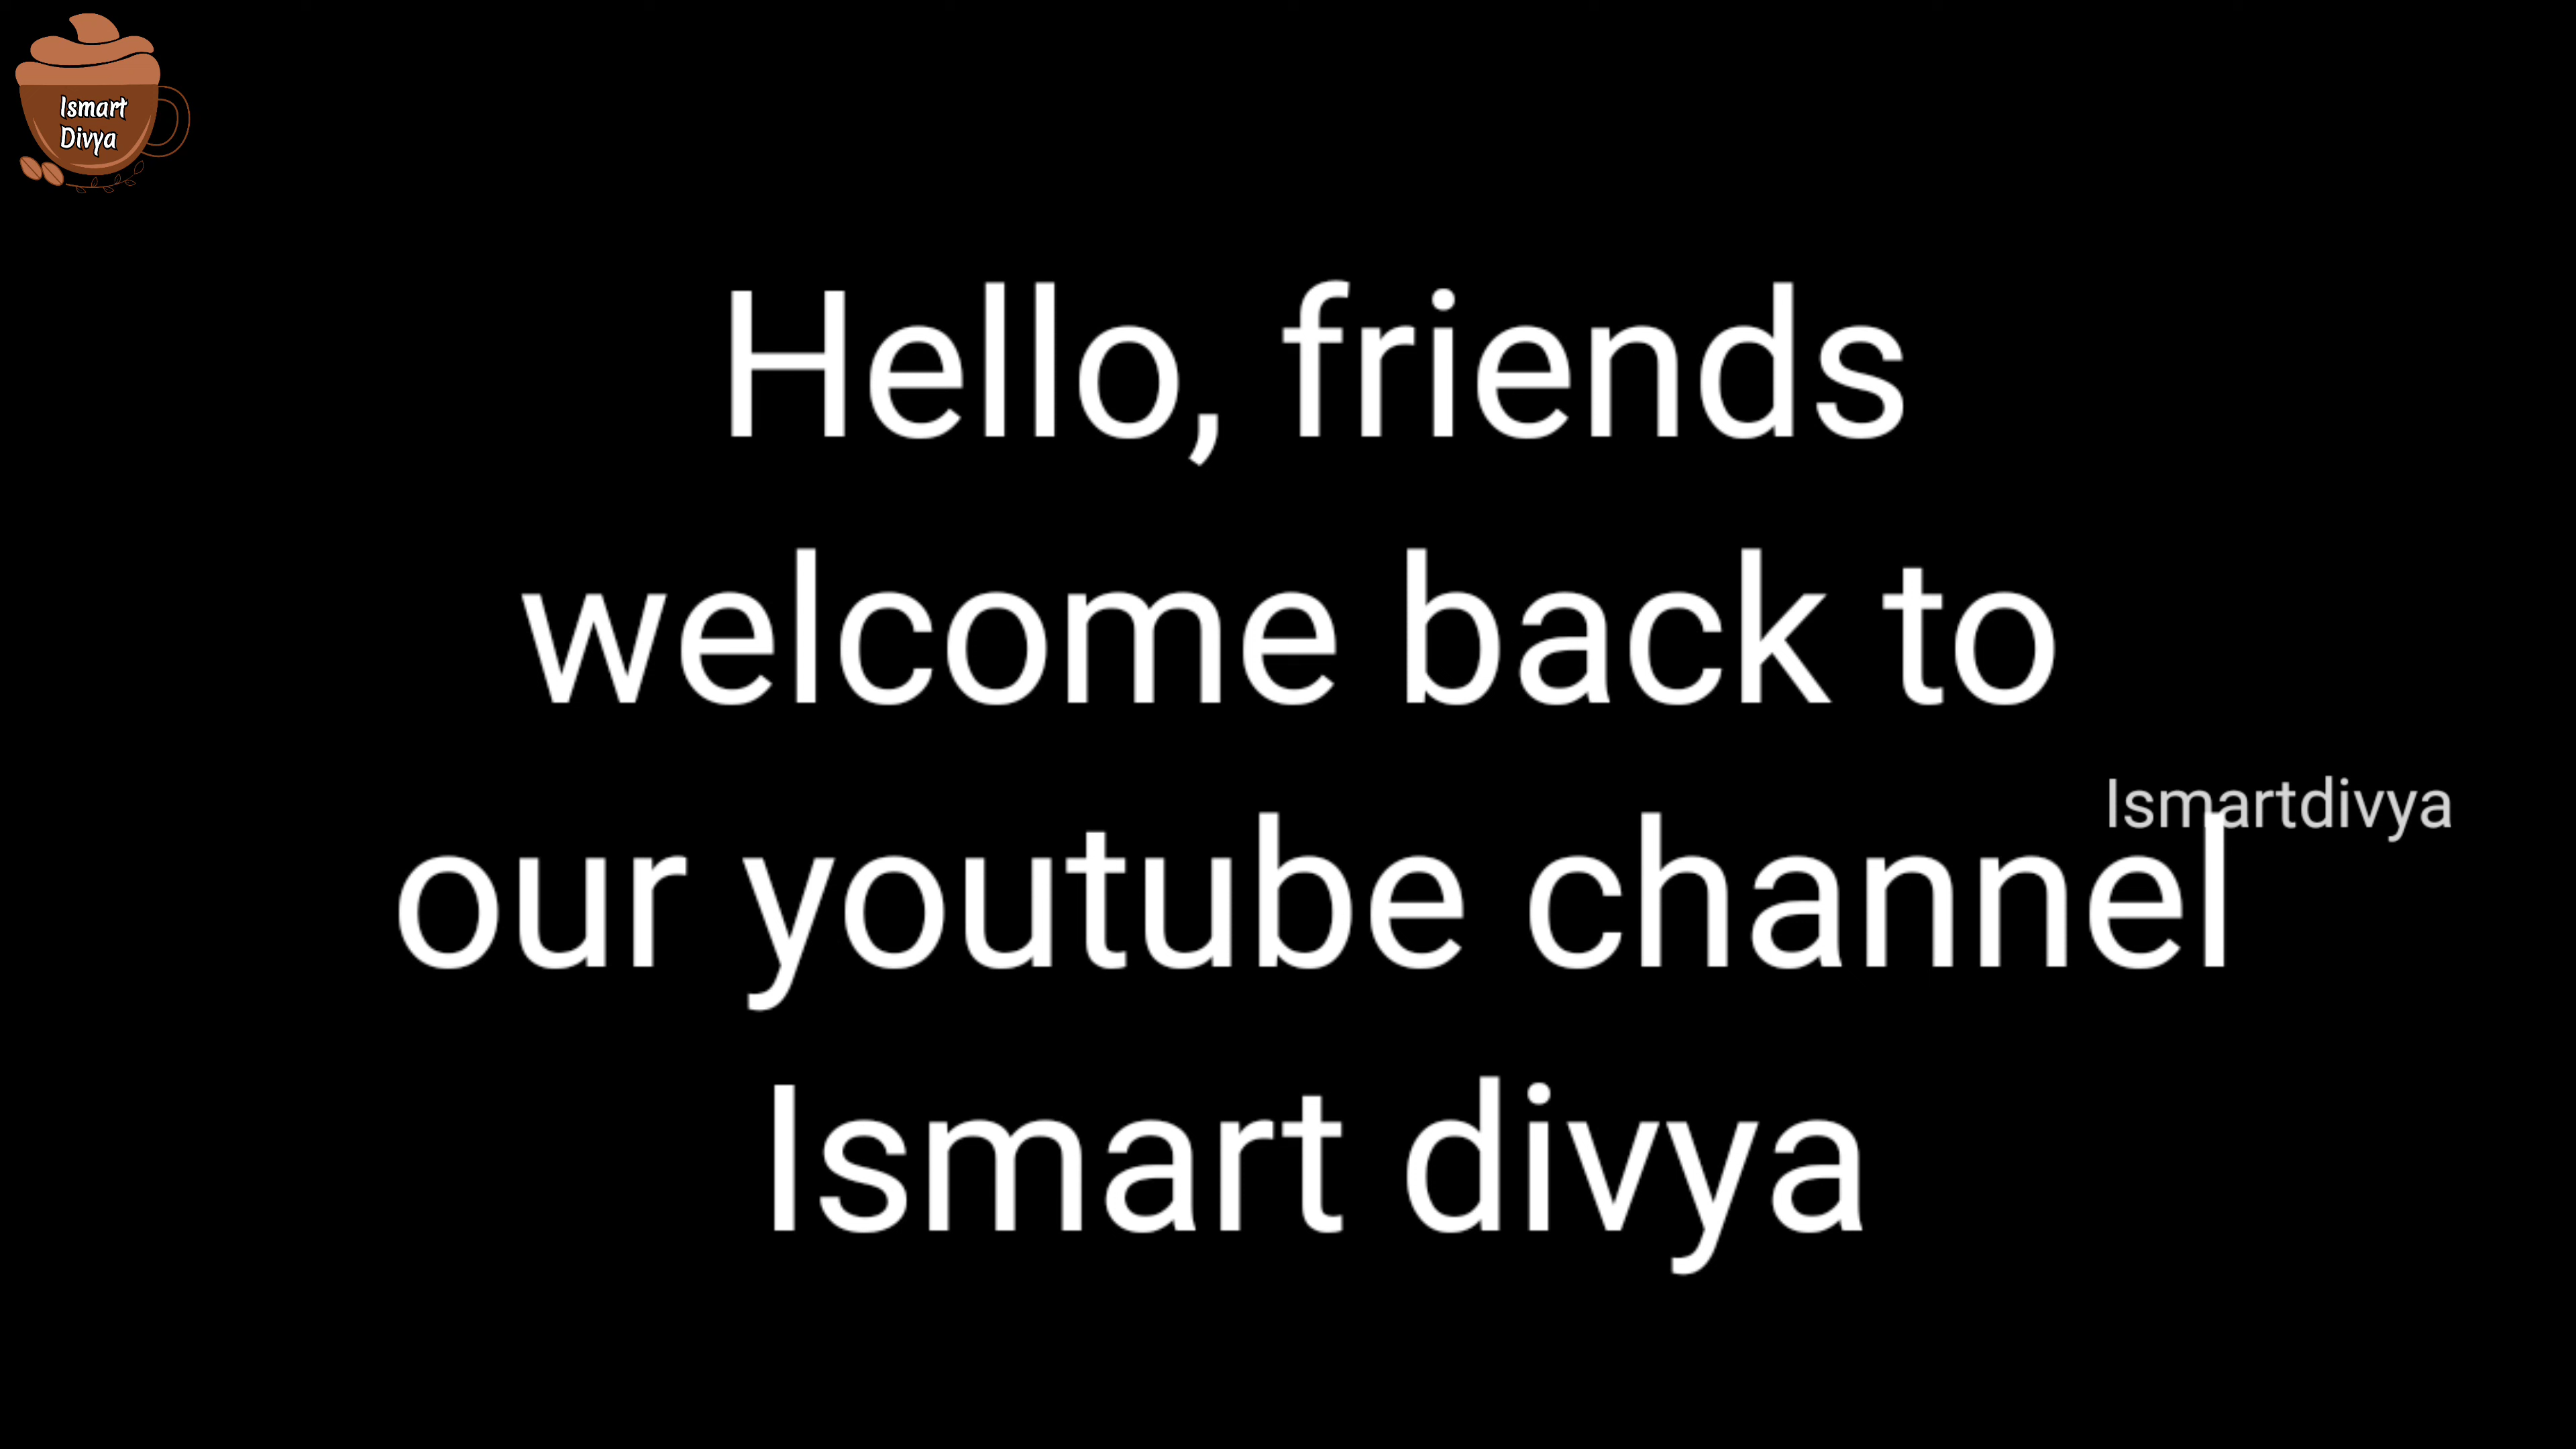 Ismart
Divya
Hello, friends
welcome back to
Ismartdivya
our youtube channel
Ismart divya